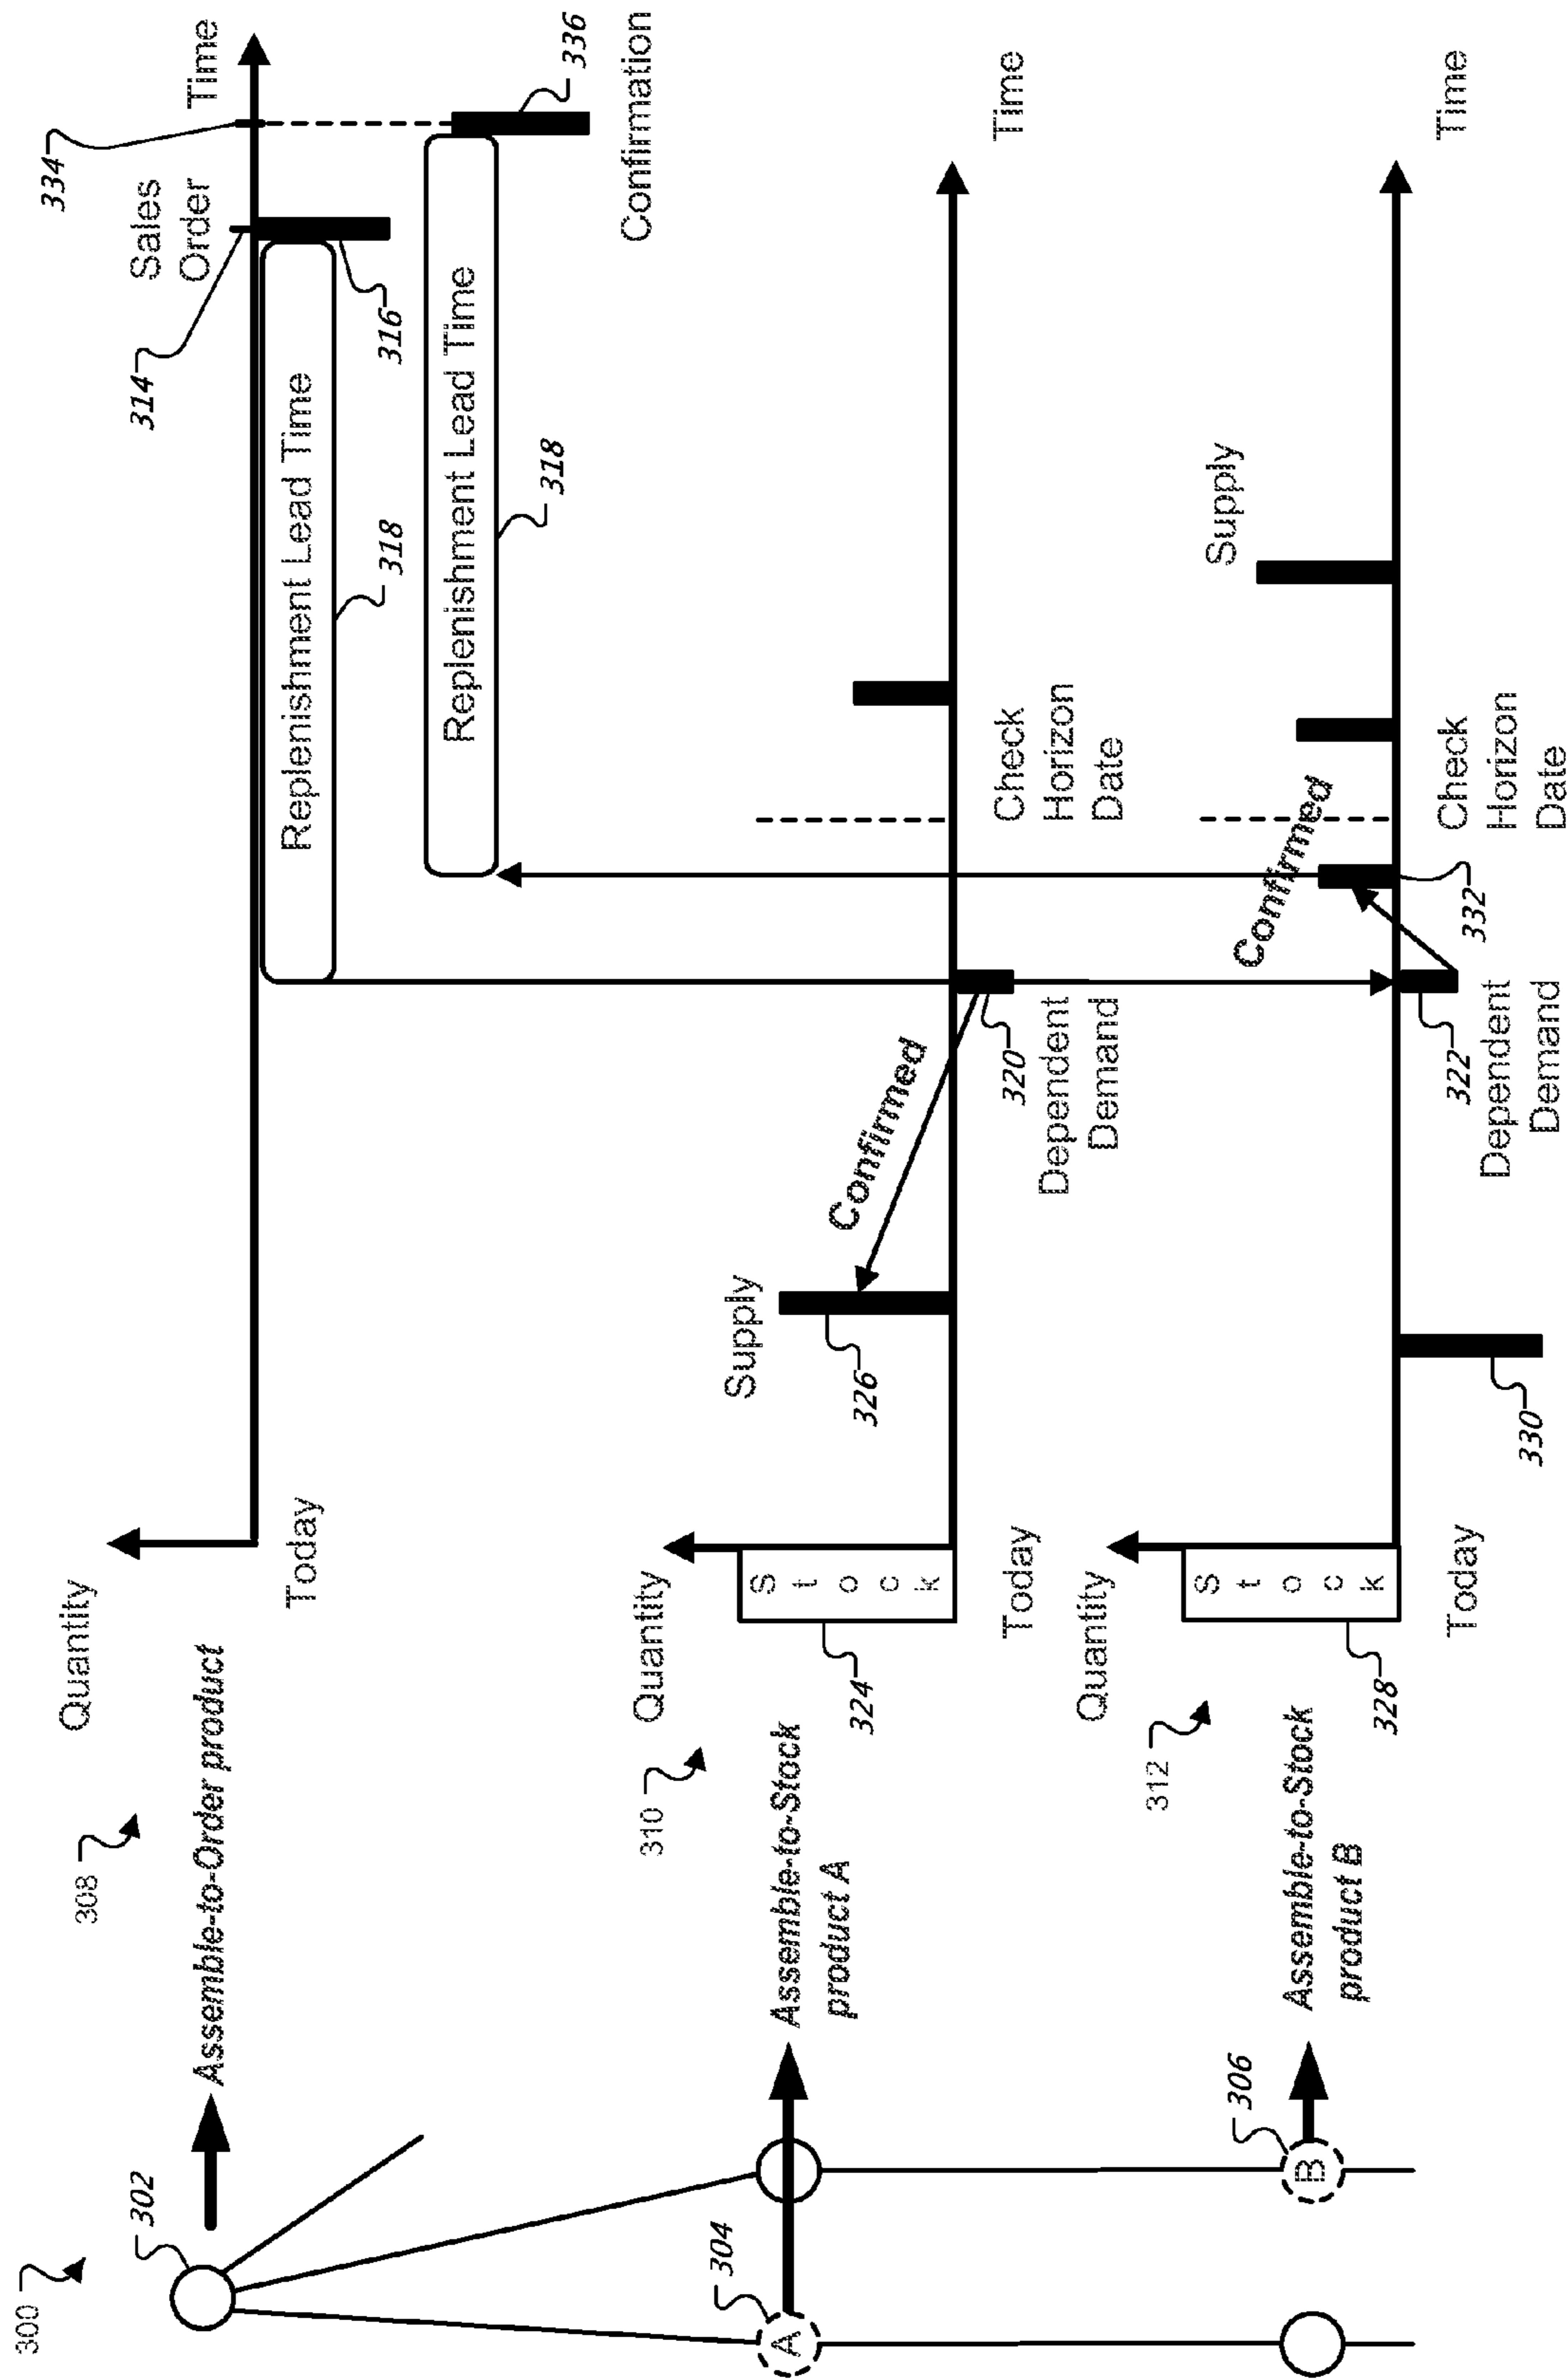 300
302
308
Assemble-to-Order product
Quantity
Today
314
Sales
Order
334
Time
Replenishment Lead Time
318
316
Replenishment Lead Time
318
336
Confirmation
304
A
310
Assemble-to-Stock
product A
Quantity
Stock
324
Today
Supply
326
Confirmed
320
Dependent
Demand
Check
Horizon
Date
Time
306
B
312
Assemble-to-Stock
product B
Quantity
Stock
328
Today
330
Confirmed
322
Dependent
Demand
332
Check
Horizon
Date
Supply
Time